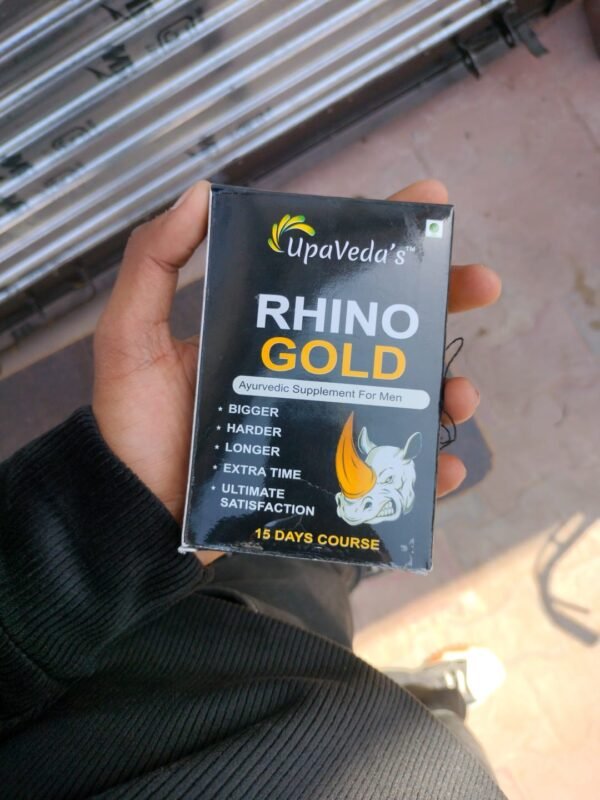 UpaVeda's™
RHINO
GOLD
Ayurvedic Supplement For Men
* BIGGER
* HARDER
* LONGER
* EXTRA TIME
* ULTIMATE
SATISFACTION
15 DAYS COURSE